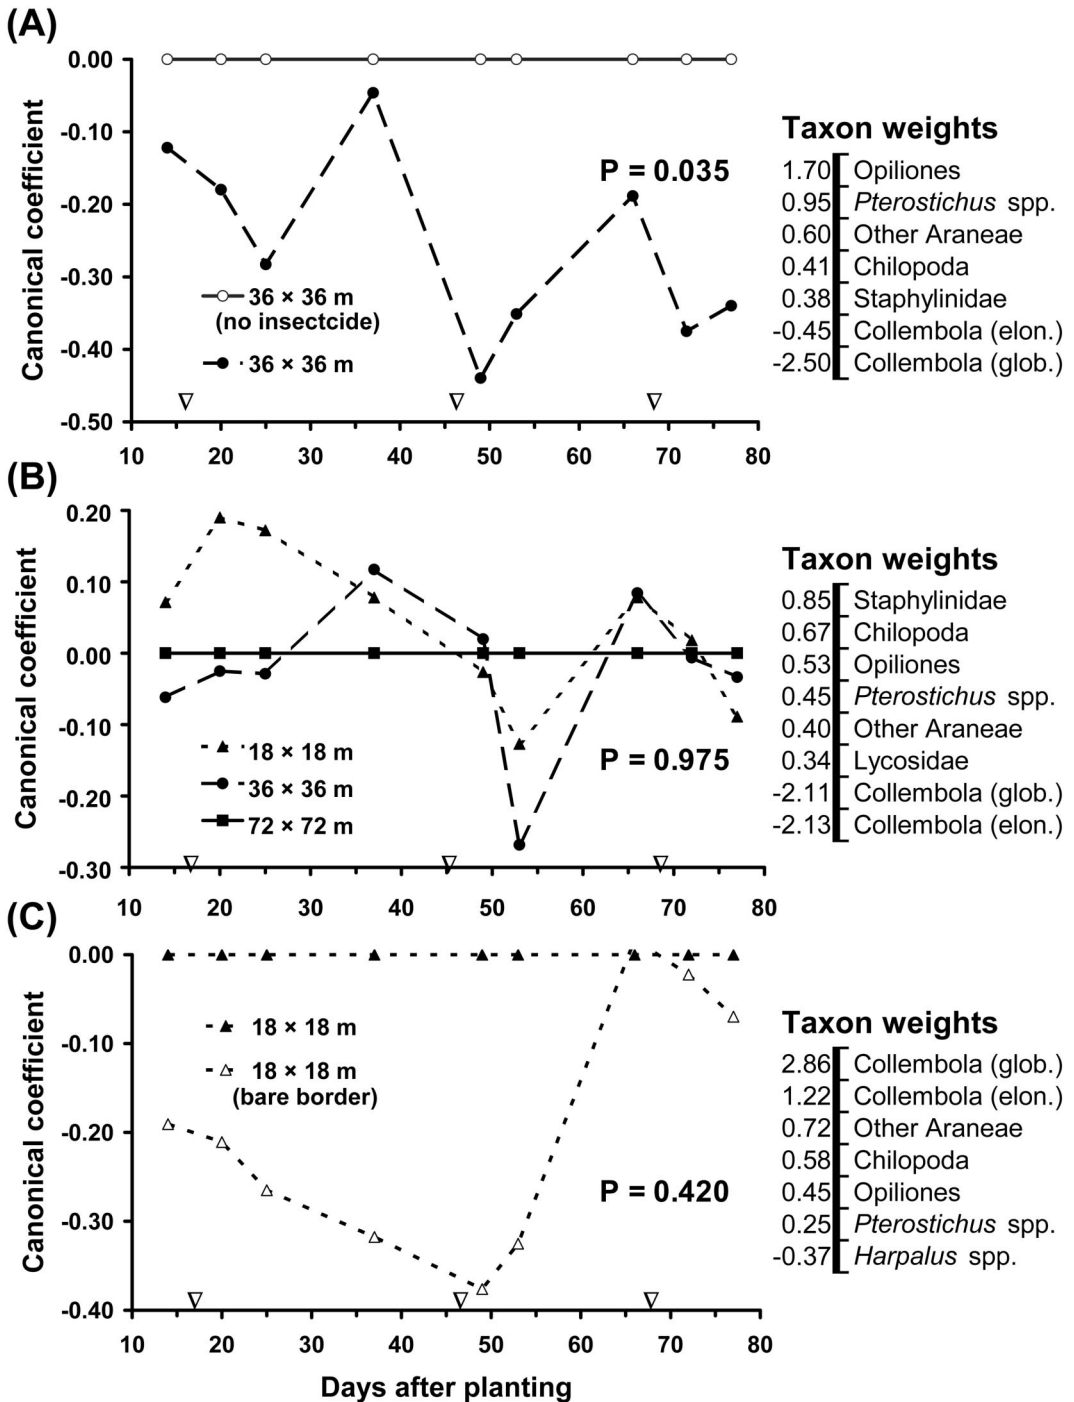 (A)
0.00
-0.10
-0.20
-0.30
-0.40
-0.50
Canonical coefficient
P = 0.035
36 × 36 m
(no insectcide)
36 × 36 m
10 20 30 40 50 60 70 80
Taxon weights
1.70 Opiliones
0.95 Pterostichus spp.
0.60 Other Araneae
0.41 Chilopoda
0.38 Staphylinidae
-0.45 Collembola (elon.)
-2.50 Collembola (glob.)
(B)
0.20
0.10
0.00
-0.10
-0.20
-0.30
Canonical coefficient
18 × 18 m
36 × 36 m
72 × 72 m
P = 0.975
10 20 30 40 50 60 70 80
Taxon weights
0.85 Staphylinidae
0.67 Chilopoda
0.53 Opiliones
0.45 Pterostichus spp.
0.40 Other Araneae
0.34 Lycosidae
-2.11 Collembola (glob.)
-2.13 Collembola (elon.)
(C)
0.00
-0.10
-0.20
-0.30
-0.40
Canonical coefficient
18 × 18 m
18 × 18 m
(bare border)
P = 0.420
10 20 30 40 50 60 70 80
Days after planting
Taxon weights
2.86 Collembola (glob.)
1.22 Collembola (elon.)
0.72 Other Araneae
0.58 Chilopoda
0.45 Opiliones
0.25 Pterostichus spp.
-0.37 Harpalus spp.